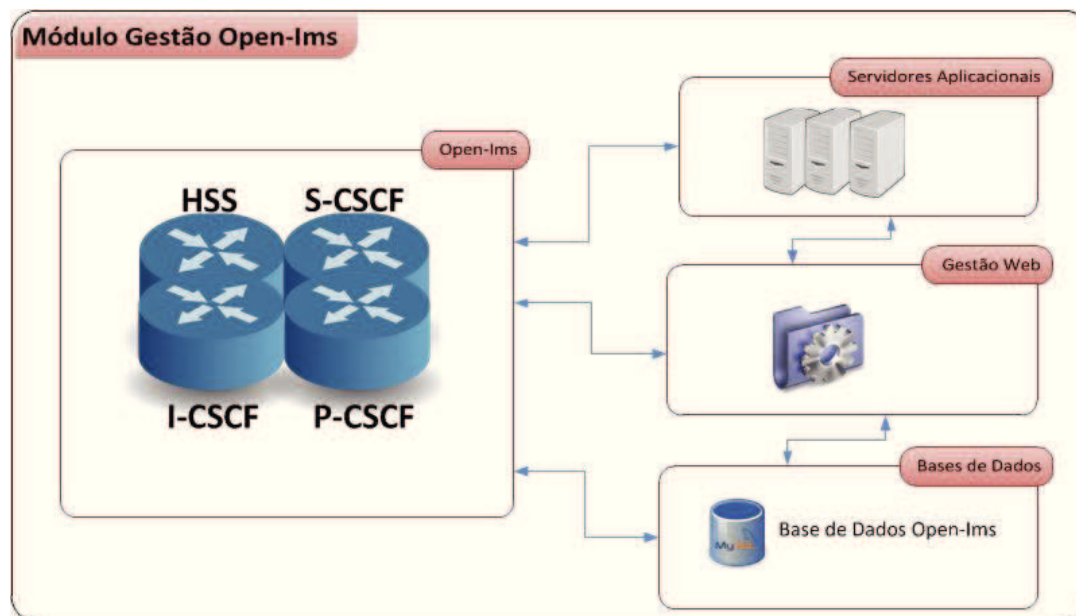 Módulo Gestão Open-Ims
Servidores Aplicacionais
Open-Ims
HSS
S-CSCF
Gestão Web
I-CSCF
P-CSCF
Bases de Dados
Base de Dados Open-Ims
My